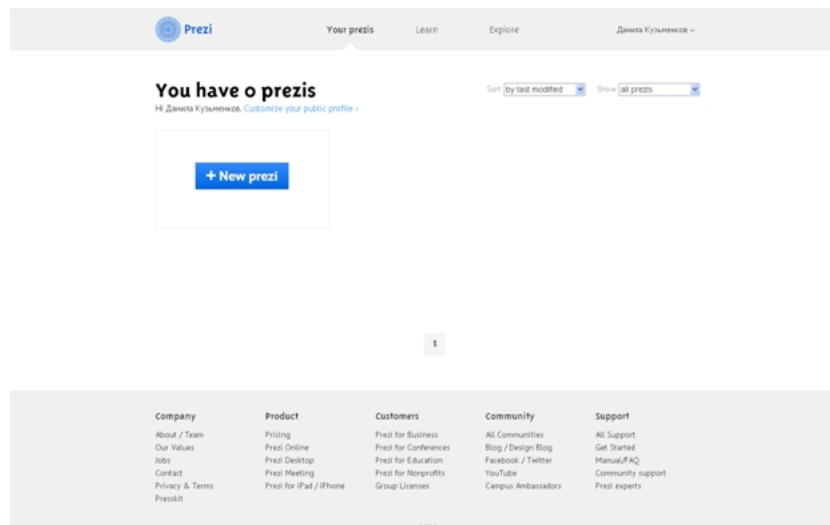 Prezi Your prezis Learn Explore Данила Кузьменков
You have 0 prezis
Hi Данила Кузьменков. Customize your public profile ›
Sort by last modified Show all prezis
+ New prezi
1
Company Product Customers Community Support
About / Team Pricing Prezi for Business All Communities All Support
Our Values Prezi Online Prezi for Conferences Blog / Design Blog Get Started
Jobs Prezi Desktop Prezi for Education Facebook / Twitter Manual/FAQ
Contact Prezi Meeting Prezi for Nonprofits YouTube Community support
Privacy & Terms Prezi for iPad / iPhone Group Licenses Campus Ambassadors Prezi experts
Presskit